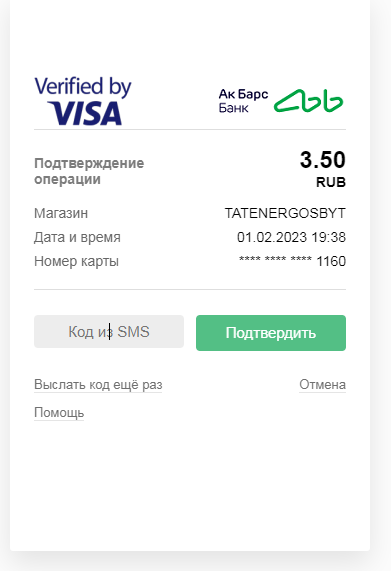 Verified by
VISA
Ак Барс
Банк
Подтверждение
операции
3.50
RUB
Магазин TATENERGOSBYT
Дата и время 01.02.2023 19:38
Номер карты **** **** **** 1160
Код из SMS
Подтвердить
Выслать код ещё раз
Отмена
Помощь